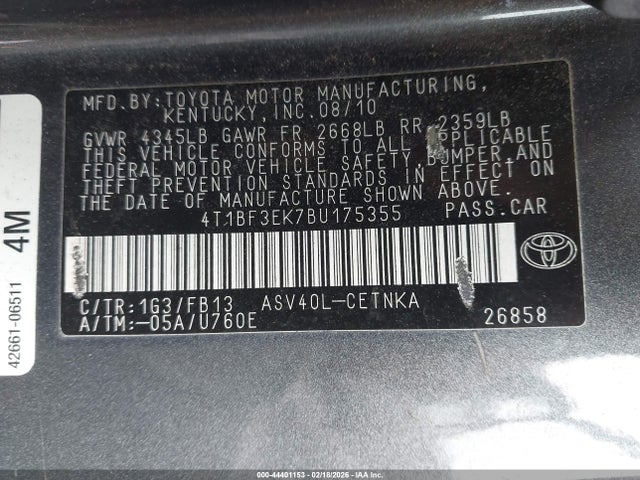 MFD.BY:TOYOTA MOTOR MANUFACTURING,
KENTUCKY,INC.08/10
GVWR 4345LB GAWR FR 2668LB RR 2359LB
THIS VEHICLE CONFORMS TO ALL APPLICABLE
FEDERAL MOTOR VEHICLE SAFETY,BUMPER,AND
THEFT PREVENTION STANDARDS IN EFFECT ON
THE DATE OF MANUFACTURE SHOWN ABOVE.
4T1BF3EK7BU175355 PASS.CAR
C/TR:1G3/FB13 ASV40L-CETNKA
A/TM:-05A/U760E 26858
TOYOTA
42661-06511 4M
000-44401153 - 02/18/2026 - IAA Inc.